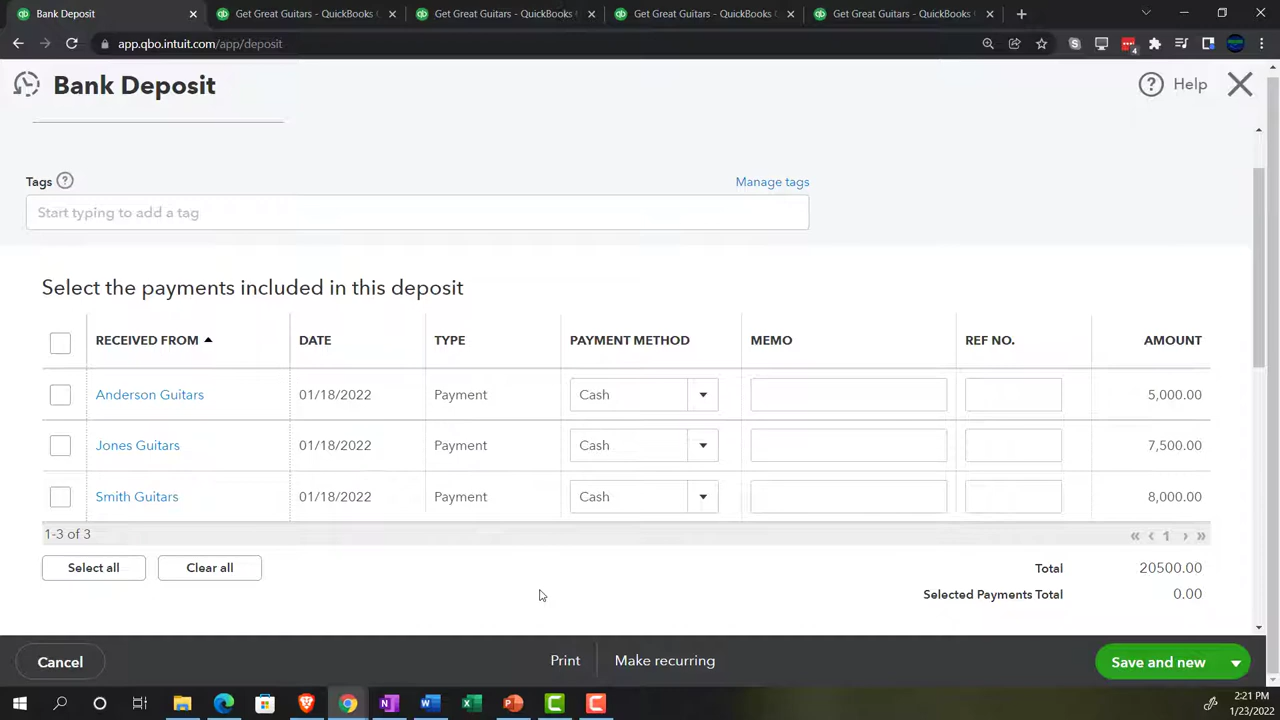 Bank Deposit
Get Great Guitars - QuickBooks
Get Great Guitars - QuickBooks
Get Great Guitars - QuickBooks
Get Great Guitars - QuickBooks
app.qbo.intuit.com/app/deposit
4
Bank Deposit
Help
Tags
Manage tags
Start typing to add a tag
Select the payments included in this deposit
RECEIVED FROM DATE TYPE PAYMENT METHOD MEMO REF NO. AMOUNT
Anderson Guitars 01/18/2022 Payment Cash 5,000.00
Jones Guitars 01/18/2022 Payment Cash 7,500.00
Smith Guitars 01/18/2022 Payment Cash 8,000.00
1-3 of 3
« ‹ 1 › »
Select all Clear all
Total 20500.00
Selected Payments Total 0.00
Cancel Print Make recurring Save and new
2:21 PM
1/23/2022